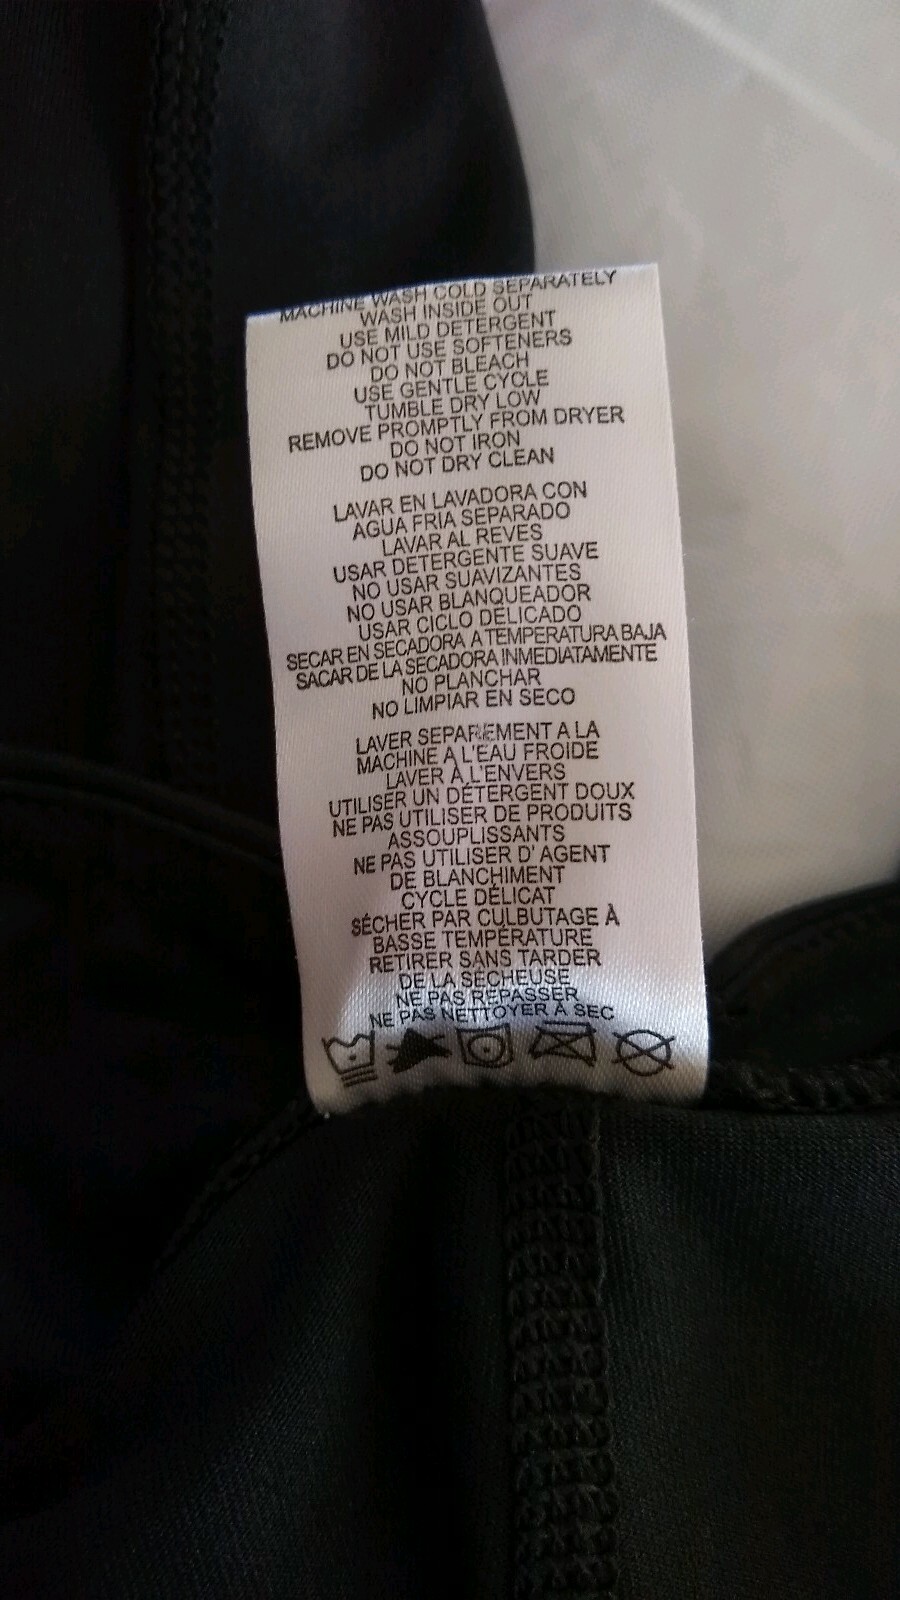 MACHINE WASH COLD SEPARATELY
WASH INSIDE OUT
USE MILD DETERGENT
DO NOT USE SOFTENERS
DO NOT BLEACH
USE GENTLE CYCLE
TUMBLE DRY LOW
REMOVE PROMPTLY FROM DRYER
DO NOT IRON
DO NOT DRY CLEAN
LAVAR EN LAVADORA CON
AGUA FRIA SEPARADO
LAVAR AL REVES
USAR DETERGENTE SUAVE
NO USAR SUAVIZANTES
NO USAR BLANQUEADOR
USAR CICLO DELICADO
SECAR EN SECADORA A TEMPERATURA BAJA
SACAR DE LA SECADORA INMEDIATAMENTE
NO PLANCHAR
NO LIMPIAR EN SECO
LAVER SEPAREMENT A LA
MACHINE A L'EAU FROIDE
LAVER À L'ENVERS
UTILISER UN DÉTERGENT DOUX
NE PAS UTILISER DE PRODUITS
ASSOUPLISSANTS
NE PAS UTILISER D' AGENT
DE BLANCHIMENT
CYCLE DÉLICAT
SÉCHER PAR CULBUTAGE À
BASSE TEMPÉRATURE
RETIRER SANS TARDER
DE LA SÉCHEUSE
NE PAS REPASSER
NE PAS NETTOYER À SEC